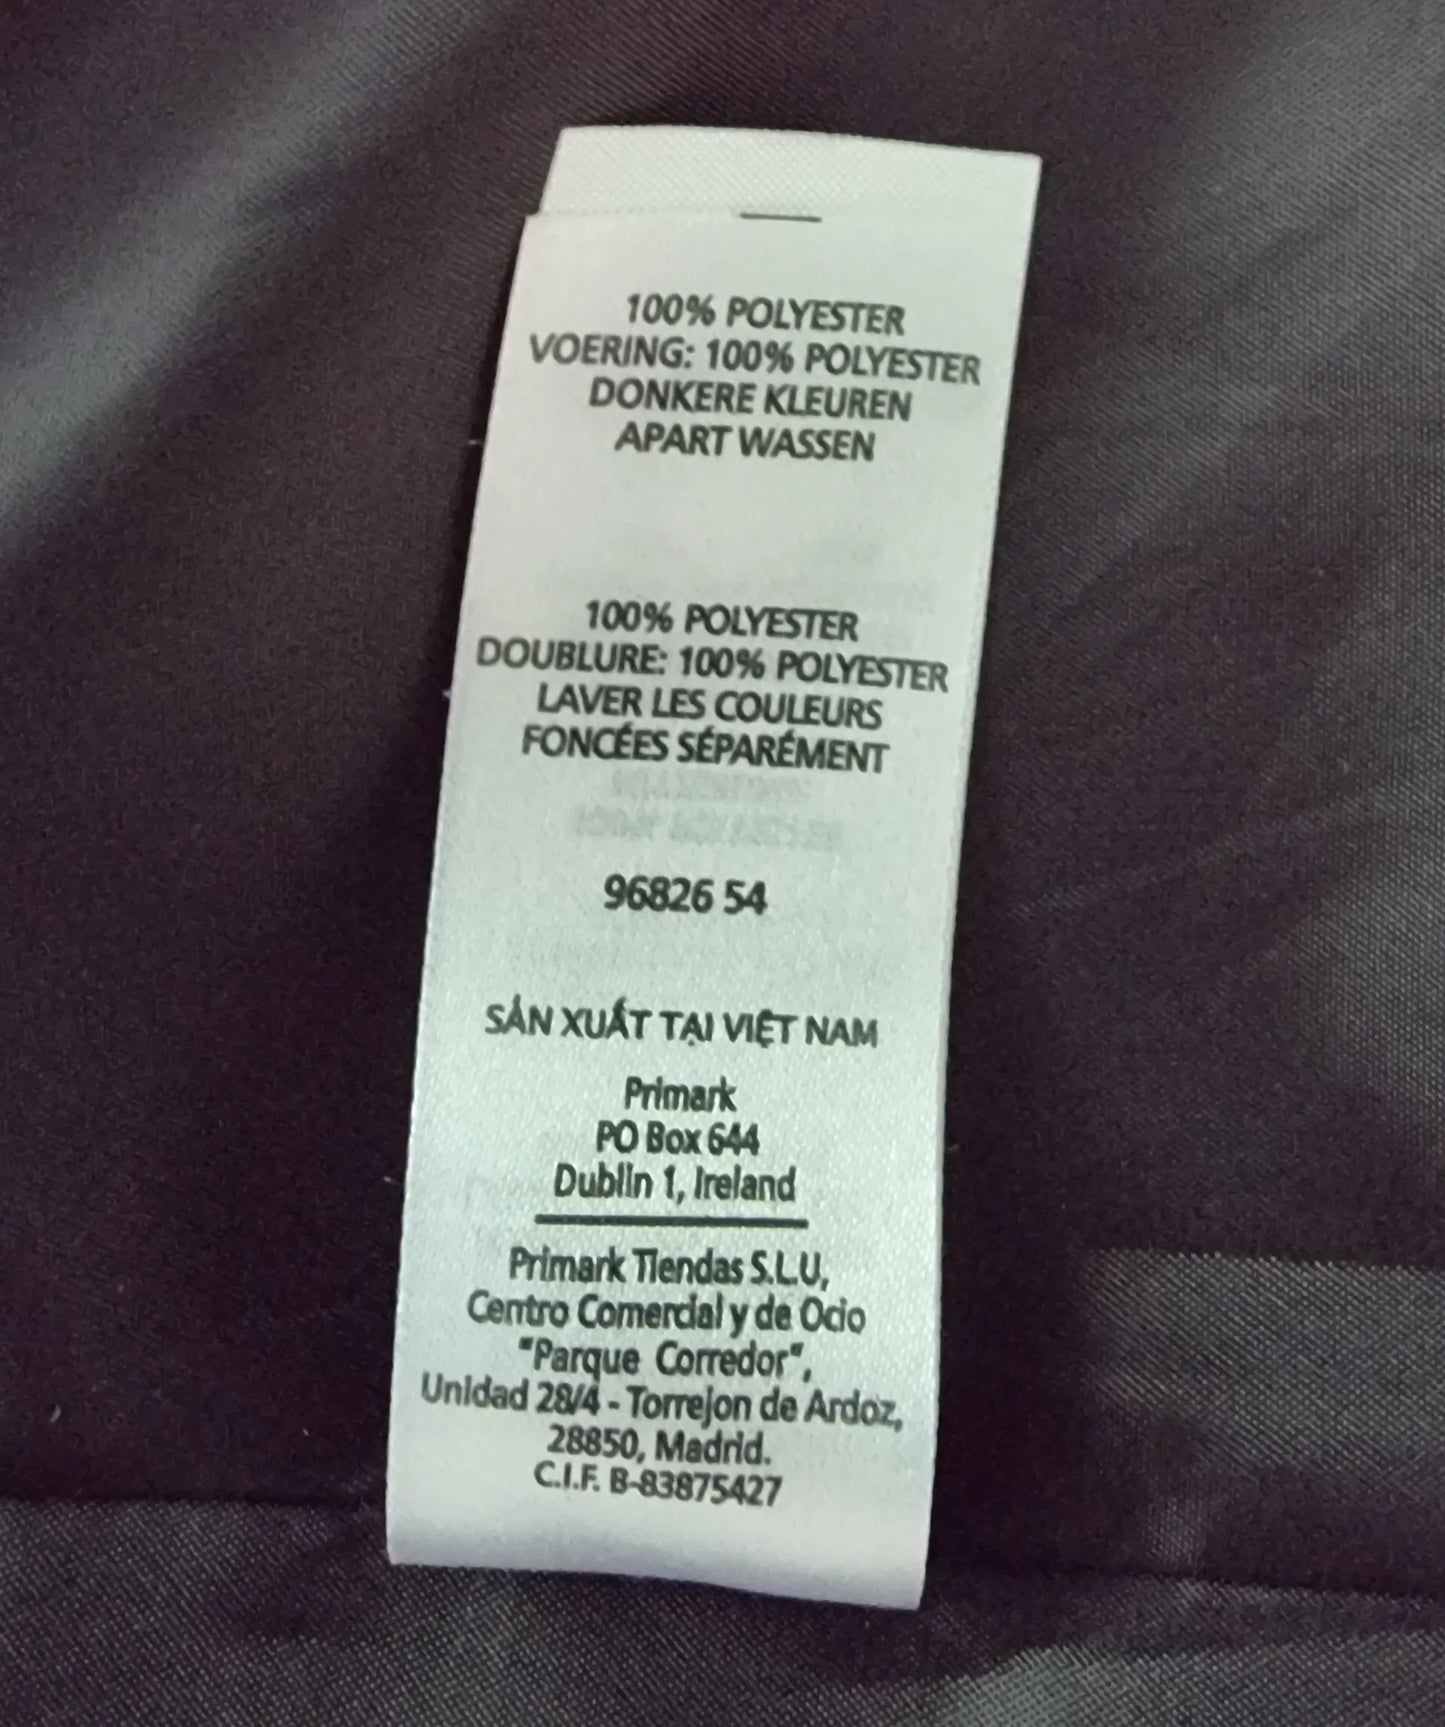 100% POLYESTER
VOERING: 100% POLYESTER
DONKERE KLEUREN
APART WASSEN
100% POLYESTER
DOUBLURE: 100% POLYESTER
LAVER LES COULEURS
FONCÉES SÉPARÉMENT
96826 54
SẢN XUẤT TẠI VIỆT NAM
Primark
PO Box 644
Dublin 1, Ireland
Primark Tiendas S.L.U,
Centro Comercial y de Ocio
"Parque Corredor",
Unidad 28/4 - Torrejon de Ardoz,
28850, Madrid.
C.I.F. B-83875427